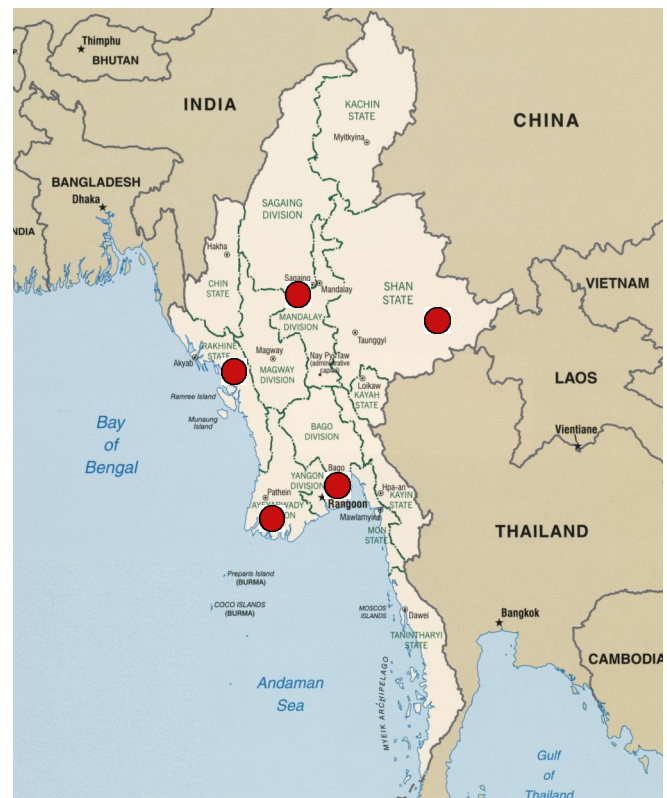 Thimphu
BHUTAN
P.
INDIA
KACHIN
STATE
CHINA
Myitkyina
BANGLADESH
Dhaka
SAGAING
DIVISION
NDIA
Hakha
CHIN
STATE
Sagaing
Mandalay
SHAN
STATE
VIETNAM
MANDALAY
DIVISION
RAKHINE
STATE
Akyab
Magway
MAGWAY
DIVISION
Nay Pyi Taw
(administrative
capital)
Taunggyi
Loikaw
KAYAH
STATE
LAOS
Ramree Island
Munaung
Island
Bay
of
Bengal
BAGO
DIVISION
Vientiane
YANGON
DIVISION
Bago
Pathein
Rangoon
Hpa-an
KAYIN
STATE
Mawlamyine
MON
STATE
THAILAND
Preparis Island
(BURMA)
COCO ISLANDS
(BURMA)
MOSCOS
ISLANDS
Dawei
Bangkok
TANINTHARYI
STATE
CAMBODIA
Andaman
Sea
MYEIK ARCHIPELAGO
Gulf
of
Thailand